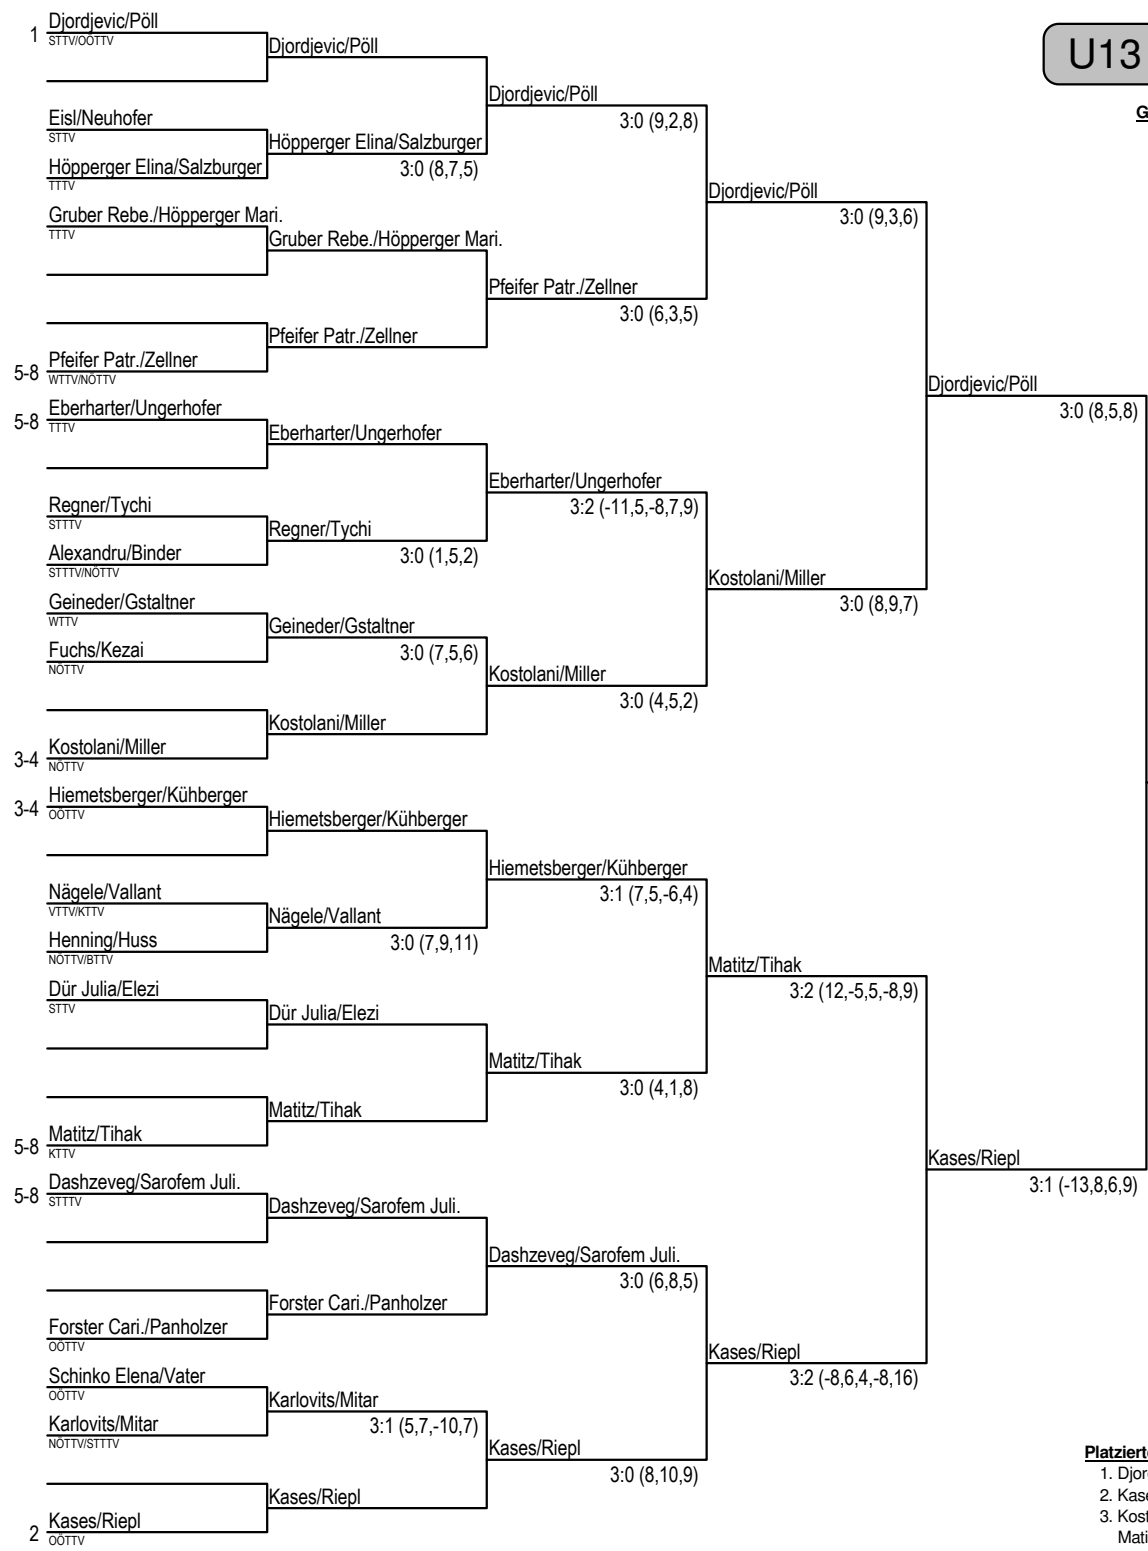 Djordjevic/Pöll
1
STTV/OÖTTV
Djordjevic/Pöll
U13
Djordjevic/Pöll
3:0 (9,2,8)
Eisl/Neuhofer
STTV
Höpperger Elina/Salzburger
3:0 (8,7,5)
Höpperger Elina/Salzburger
TTTV
Djordjevic/Pöll
3:0 (9,3,6)
Gruber Rebe./Höpperger Mari.
TTTV
Gruber Rebe./Höpperger Mari.
Pfeifer Patr./Zellner
3:0 (6,3,5)
Pfeifer Patr./Zellner
5-8
Pfeifer Patr./Zellner
WTTV/NÖTTV
Djordjevic/Pöll
3:0 (8,5,8)
5-8
Eberharter/Ungerhofer
TTTV
Eberharter/Ungerhofer
Eberharter/Ungerhofer
3:2 (-11,5,-8,7,9)
Regner/Tychi
STTTV
Regner/Tychi
3:0 (1,5,2)
Alexandru/Binder
STTTV/NÖTTV
Kostolani/Miller
3:0 (8,9,7)
Geineder/Gstaltner
WTTV
Geineder/Gstaltner
3:0 (7,5,6)
Fuchs/Kezai
NÖTTV
Kostolani/Miller
3:0 (4,5,2)
Kostolani/Miller
3-4
Kostolani/Miller
NÖTTV
3-4
Hiemetsberger/Kühberger
OÖTTV
Hiemetsberger/Kühberger
Hiemetsberger/Kühberger
3:1 (7,5,-6,4)
Nägele/Vallant
VTTV/KTTV
Nägele/Vallant
3:0 (7,9,11)
Henning/Huss
NÖTTV/BTTV
Matitz/Tihak
3:2 (12,-5,5,-8,9)
Dür Julia/Elezi
STTV
Dür Julia/Elezi
Matitz/Tihak
3:0 (4,1,8)
Matitz/Tihak
5-8
Matitz/Tihak
KTTV
Kases/Riepl
3:1 (-13,8,6,9)
5-8
Dashzeveg/Sarofem Juli.
STTTV
Dashzeveg/Sarofem Juli.
Dashzeveg/Sarofem Juli.
3:0 (6,8,5)
Forster Cari./Panholzer
Forster Cari./Panholzer
OÖTTV
Kases/Riepl
3:2 (-8,6,4,-8,16)
Schinko Elena/Vater
OÖTTV
Karlovits/Mitar
3:1 (5,7,-10,7)
Karlovits/Mitar
NÖTTV/STTTV
Kases/Riepl
3:0 (8,10,9)
Kases/Riepl
2
Kases/Riepl
OÖTTV
1.
2.
3.